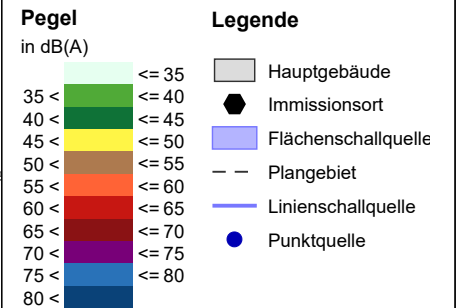 Pegel
in dB(A)
<= 35
35 < <= 40
40 < <= 45
45 < <= 50
50 < <= 55
55 < <= 60
60 < <= 65
65 < <= 70
70 < <= 75
75 < <= 80
80 <
Legende
Hauptgebäude
Immissionsort
Flächenschallquelle
Plangebiet
Linienschallquelle
Punktquelle